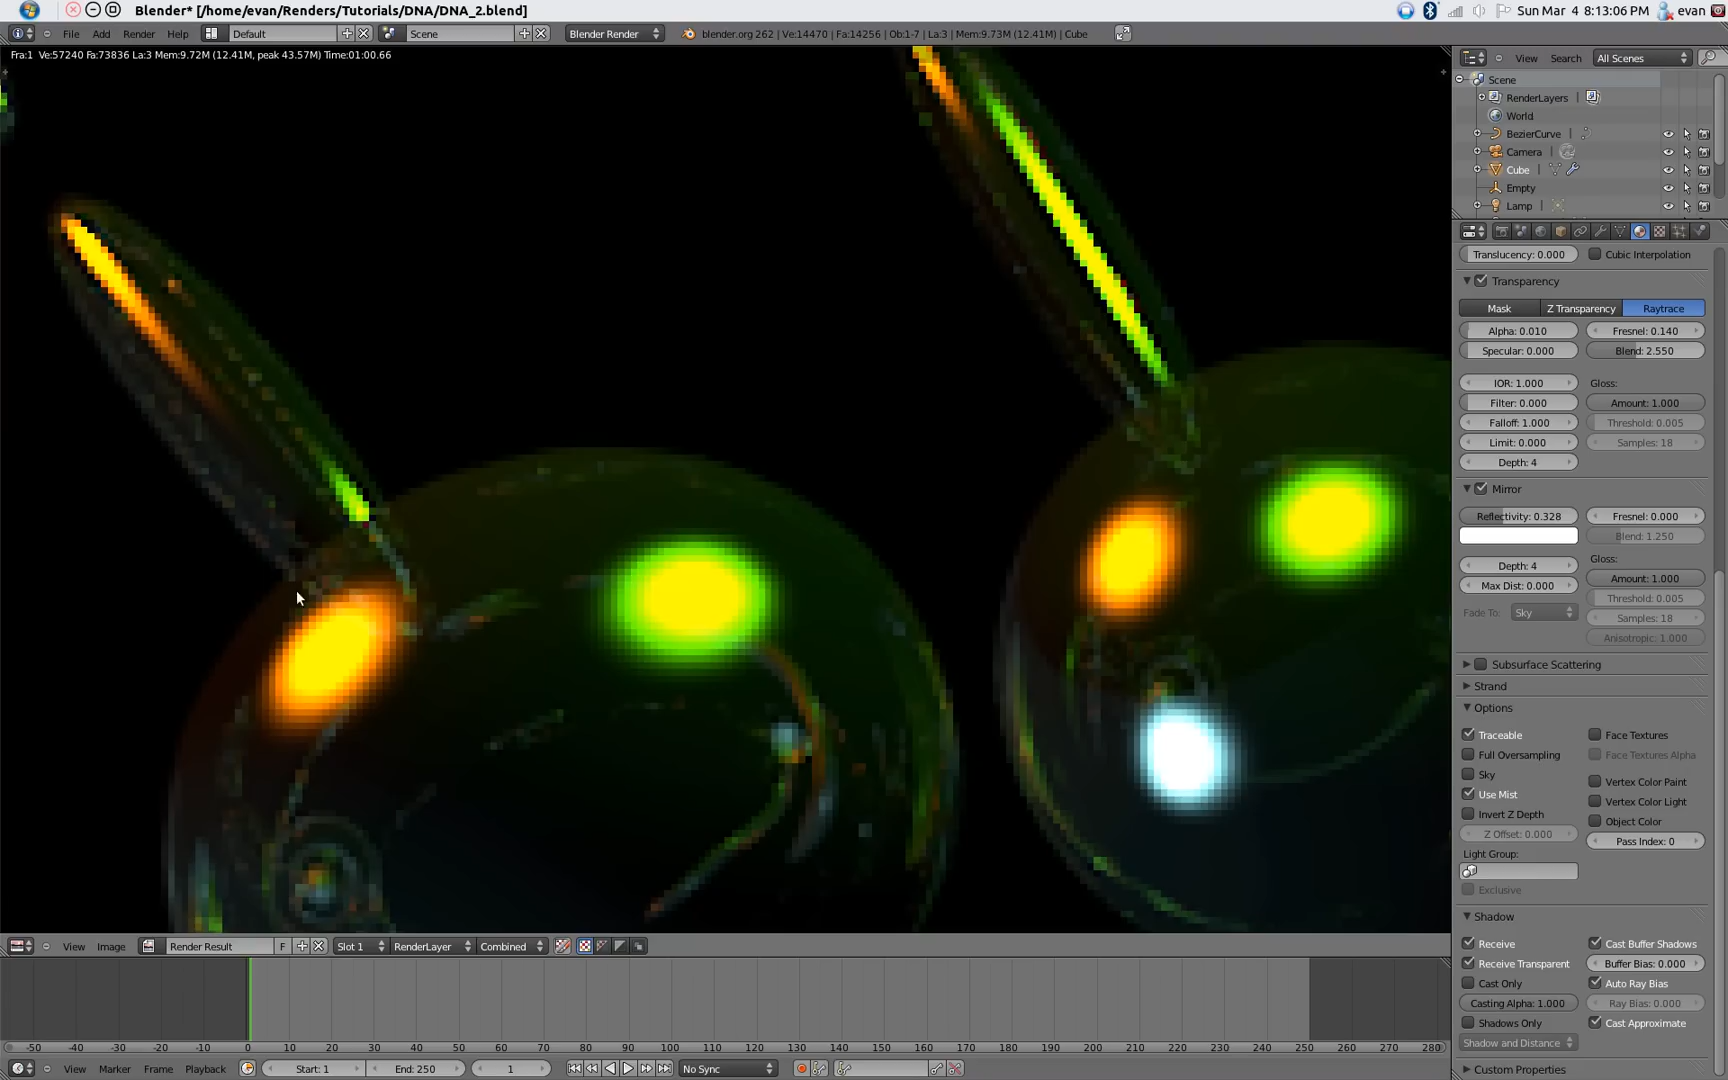 Blender* [/home/evan/Renders/Tutorials/DNA/DNA_2.blend]
Sun Mar 4 8:13:06 PM evan
File Add Render Help Default Scene Blender Render blender.org 262 | Ve:14470 | Fa:14256 | Ob:1-7 | La:3 | Mem:9.73M (12.41M) | Cube
Fra:1 Ve:57240 Fa:73836 La:3 Mem:9.72M (12.41M, peak 43.57M) Time:01:00.66
View Search All Scenes
Scene
RenderLayers
World
BezierCurve
Camera
Cube
Empty
Lamp
Translucency: 0.000 Cubic Interpolation
Transparency
Mask Z Transparency Raytrace
Alpha: 0.010 Fresnel: 0.140
Specular: 0.000 Blend: 2.550
IOR: 1.000 Gloss:
Filter: 0.000 Amount: 1.000
Falloff: 1.000 Threshold: 0.005
Limit: 0.000 Samples: 18
Depth: 4
Mirror
Reflectivity: 0.328 Fresnel: 0.000
Blend: 1.250
Depth: 4 Gloss:
Max Dist: 0.000 Amount: 1.000
Threshold: 0.005
Fade To: Sky Samples: 18
Anisotropic: 1.000
Subsurface Scattering
Strand
Options
Traceable Face Textures
Full Oversampling Face Textures Alpha
Sky Vertex Color Paint
Use Mist Vertex Color Light
Invert Z Depth Object Color
Z Offset: 0.000 Pass Index: 0
Light Group:
Exclusive
Shadow
Receive Cast Buffer Shadows
Receive Transparent Buffer Bias: 0.000
Cast Only Auto Ray Bias
Casting Alpha: 1.000 Ray Bias: 0.000
Shadows Only Cast Approximate
Shadow and Distance
Custom Properties
View Image Render Result F Slot 1 RenderLayer Combined
-50 -40 -30 -20 -10 0 10 20 30 40 50 60 70 80 90 100 110 120 130 140 150 160 170 180 190 200 210 220 230 240 250 260 270 280
View Marker Frame Playback Start: 1 End: 250 1 No Sync